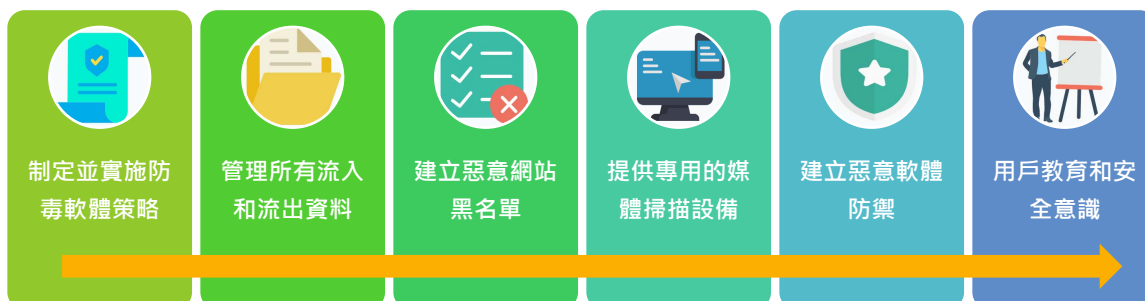 制定並實施防
毒軟體策略
管理所有流入
和流出資料
建立惡意網站
黑名單
提供專用的媒
體掃描設備
建立惡意軟體
防禦
用戶教育和安
全意識